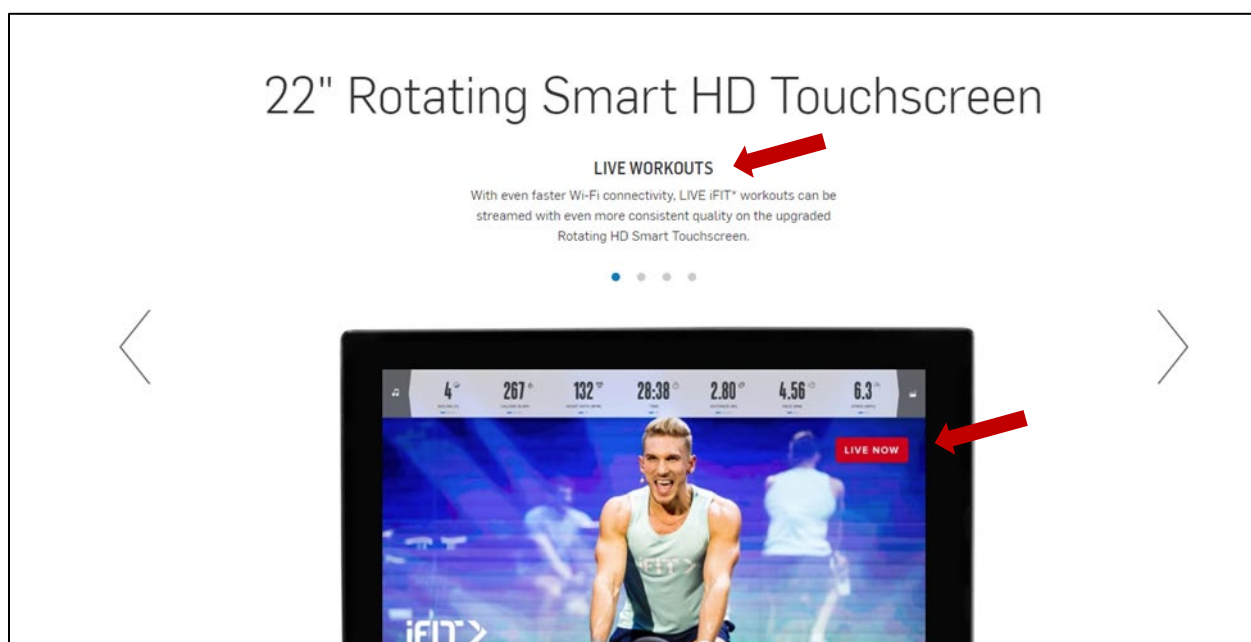 22" Rotating Smart HD Touchscreen
LIVE WORKOUTS
With even faster Wi-Fi connectivity, LIVE iFIT* workouts can be
streamed with even more consistent quality on the upgraded
Rotating HD Smart Touchscreen.
4 267 132 28:38 2.80 4.56 6.3
LIVE NOW
iFIT
iFIT